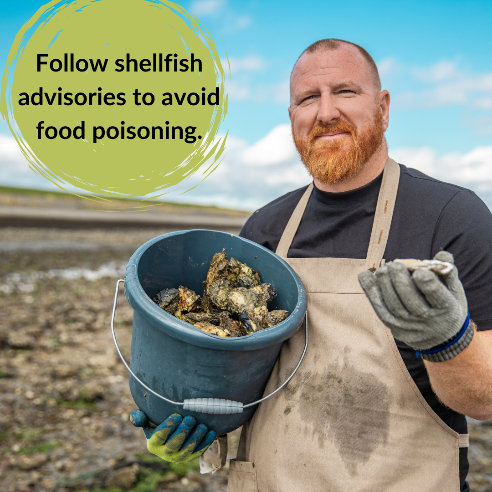 Follow shellfish
advisories to avoid
food poisoning.